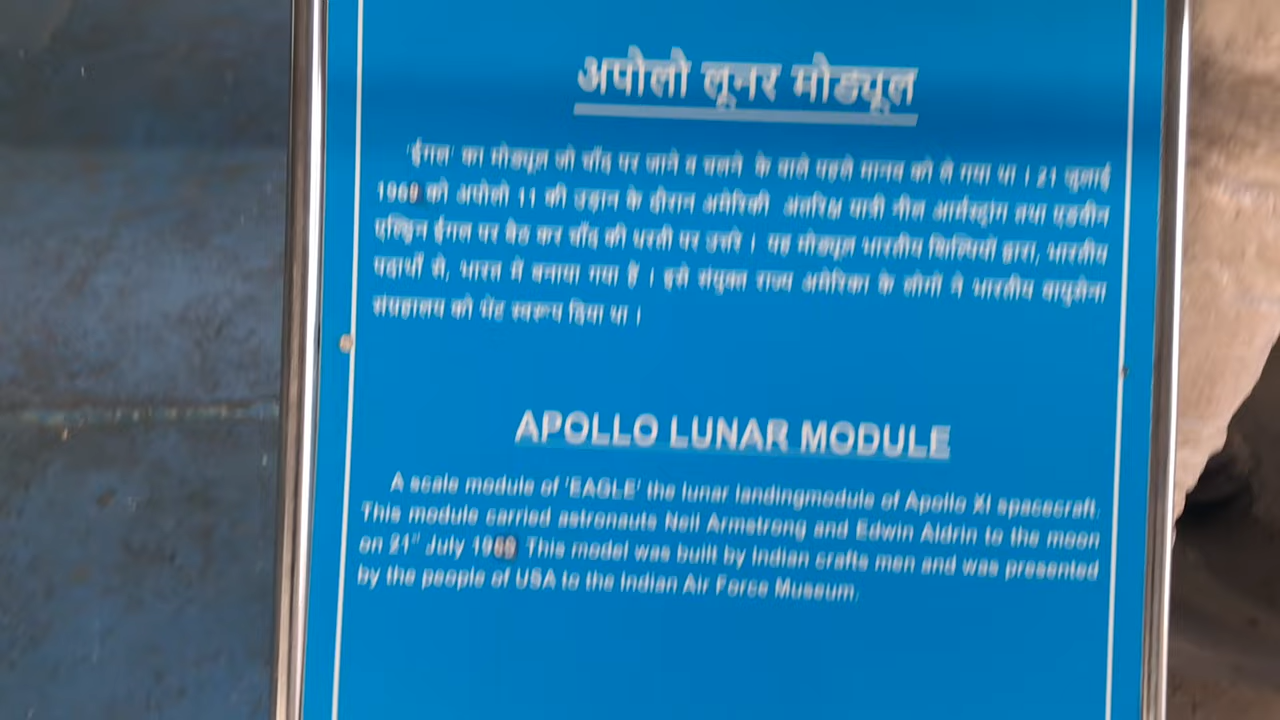 अपोलो लूनर मोड्यूल
'ईगल' का मोड्यूल जो चाँद पर जाने व चलने के वाले पहले मानव को ले गया था । 21 जुलाई
1969 को अपोलो 11 की उड़ान के दौरान अमेरिकी अंतरिक्ष यात्री नील आर्मस्ट्रांग तथा एडवीन
एल्ड्रिन ईगल पर बैठ कर चाँद की धरती पर उतरे । यह मोड्यूल भारतीय शिल्पियों द्वारा, भारतीय
पदार्थों से, भारत में बनाया गया है । इसे संयुक्त राज्य अमेरिका के लोगों ने भारतीय वायुसेना
संग्रहालय को भेंट स्वरूप दिया था ।
APOLLO LUNAR MODULE
A scale module of 'EAGLE' the lunar landingmodule of Apollo XI spacecraft.
This module carried astronauts Neil Armstrong and Edwin Aldrin to the moon
on 21st July 1969 This model was built by Indian crafts men and was presented
by the people of USA to the Indian Air Force Museum.